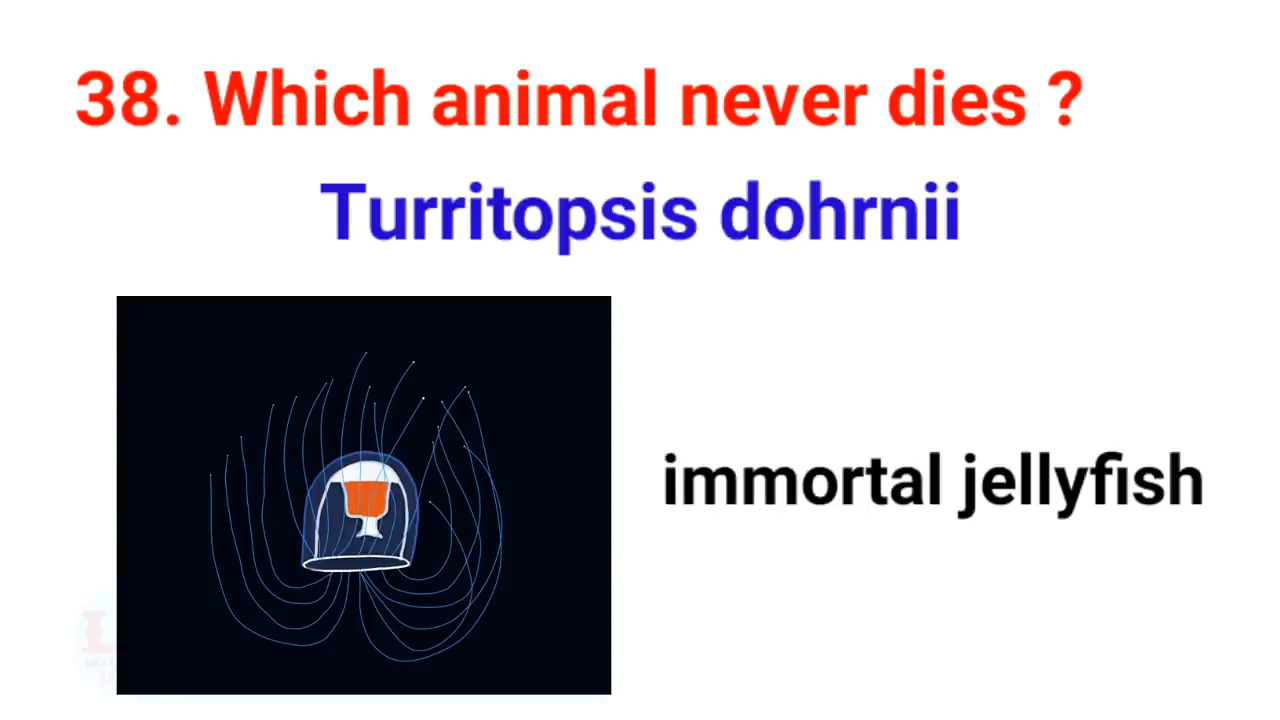 38. Which animal never dies ?
Turritopsis dohrnii
immortal jellyfish